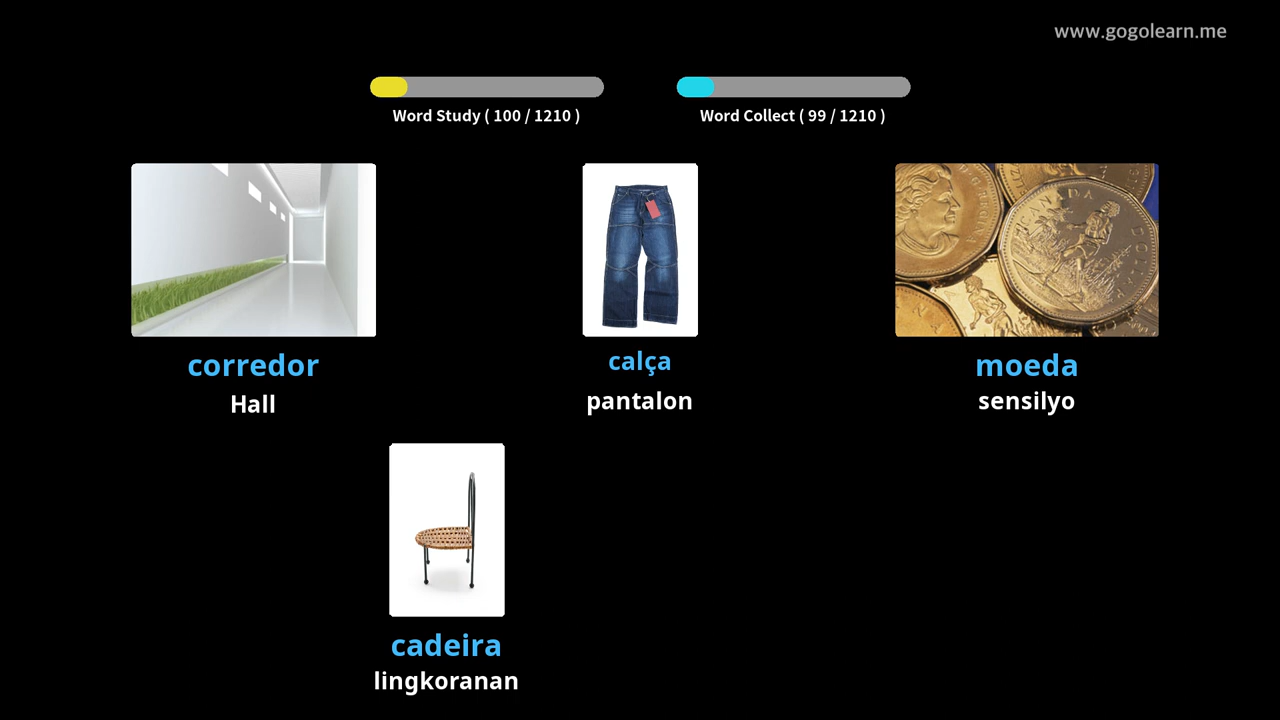 www.gogolearn.me
Word Study ( 100 / 1210 )
Word Collect ( 99 / 1210 )
corredor
Hall
calça
pantalon
moeda
sensilyo
cadeira
lingkoranan